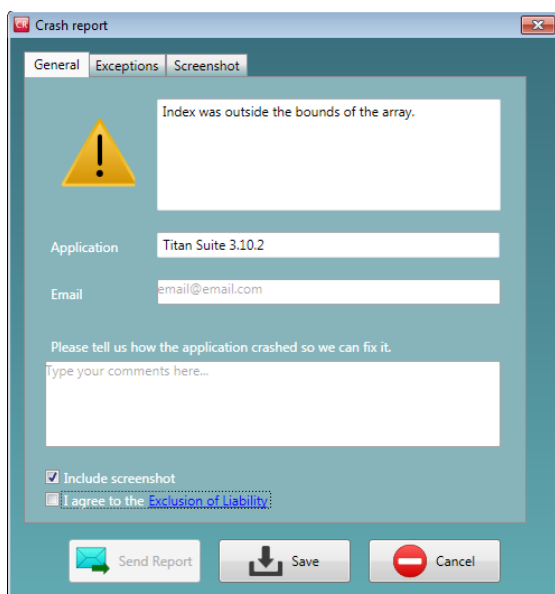 CR Crash report
General Exceptions Screenshot
Index was outside the bounds of the array.
Application Titan Suite 3.10.2
Email email@email.com
Please tell us how the application crashed so we can fix it.
Type your comments here...
Include screenshot
I agree to the Exclusion of Liability
Send Report Save Cancel